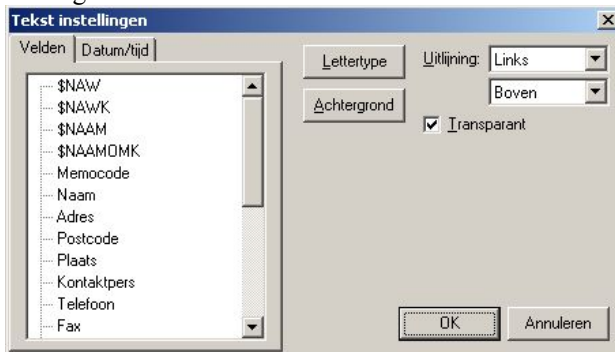 Tekst instellingen
Velden Datum/tijd
$NAW
$NAWK
$NAAM
$NAAMOMK
Memocode
Naam
Adres
Postcode
Plaats
Kontaktpers
Telefoon
Fax
Lettertype
Achtergrond
Uitlijning: Links
Boven
Transparant
OK Annuleren